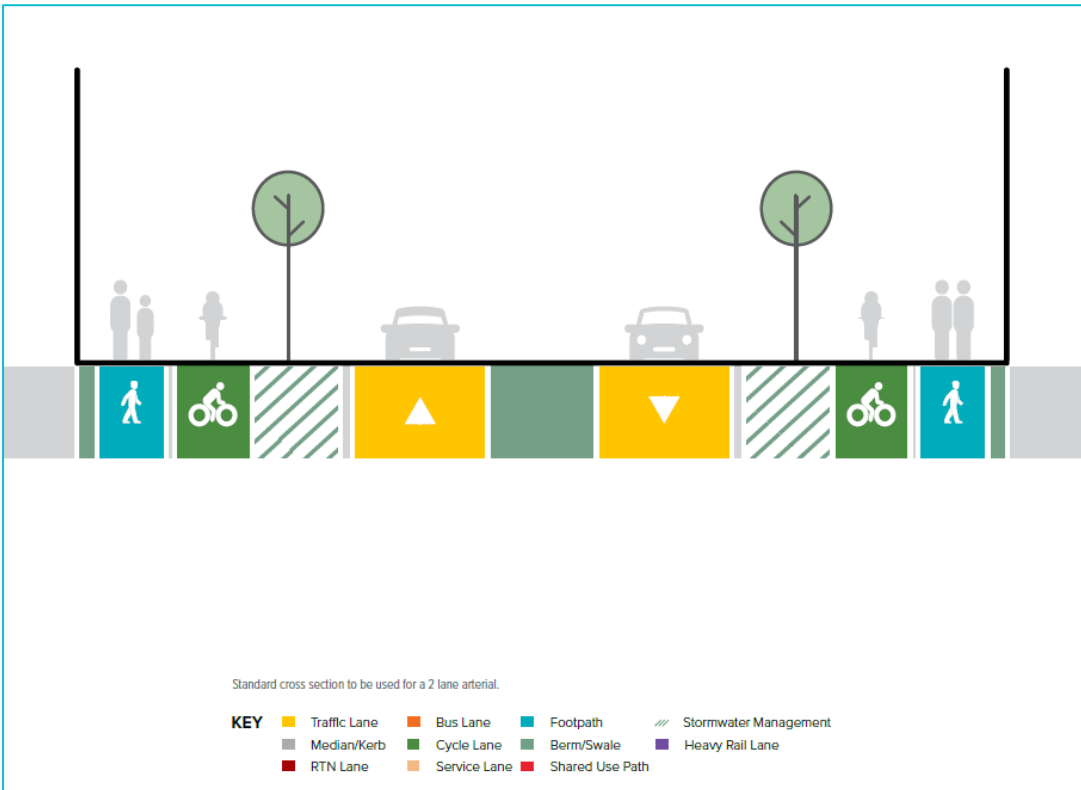 Standard cross section to be used for a 2 lane arterial.
KEY Traffic Lane Bus Lane Footpath Stormwater Management
Median/Kerb Cycle Lane Berm/Swale Heavy Rail Lane
RTN Lane Service Lane Shared Use Path